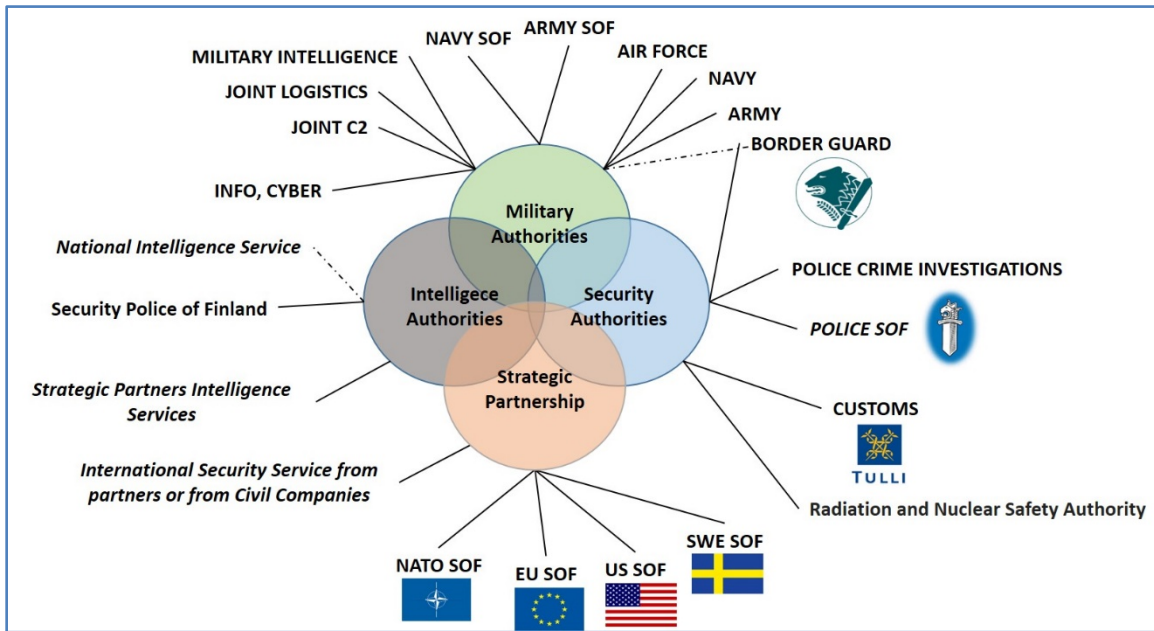 ARMY SOF
NAVY SOF
AIR FORCE
MILITARY INTELLIGENCE
NAVY
JOINT LOGISTICS
ARMY
JOINT C2
BORDER GUARD
INFO, CYBER
Military
Authorities
National Intelligence Service
POLICE CRIME INVESTIGATIONS
Security Police of Finland
Intelligece
Authorities
Security
Authorities
POLICE SOF
Strategic Partners Intelligence
Services
Strategic
Partnership
CUSTOMS
TULLI
International Security Service from
partners or from Civil Companies
Radiation and Nuclear Safety Authority
NATO SOF
EU SOF
US SOF
SWE SOF